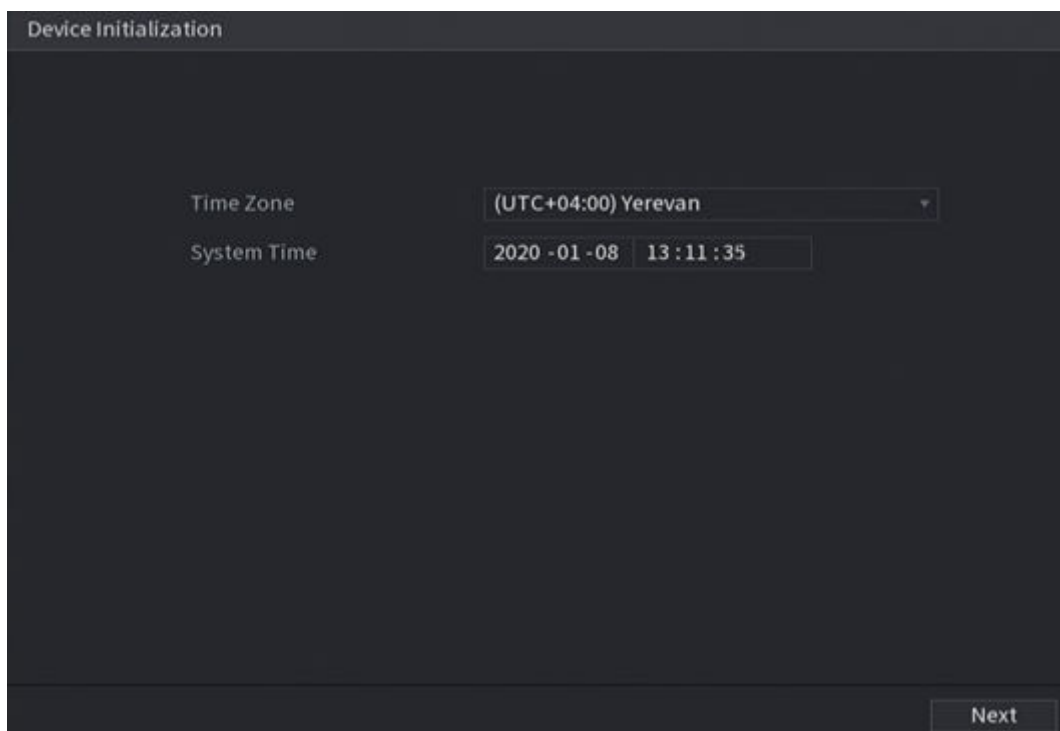 Device Initialization
Time Zone (UTC+04:00) Yerevan
System Time 2020 -01 -08 13 : 11 : 35
Next